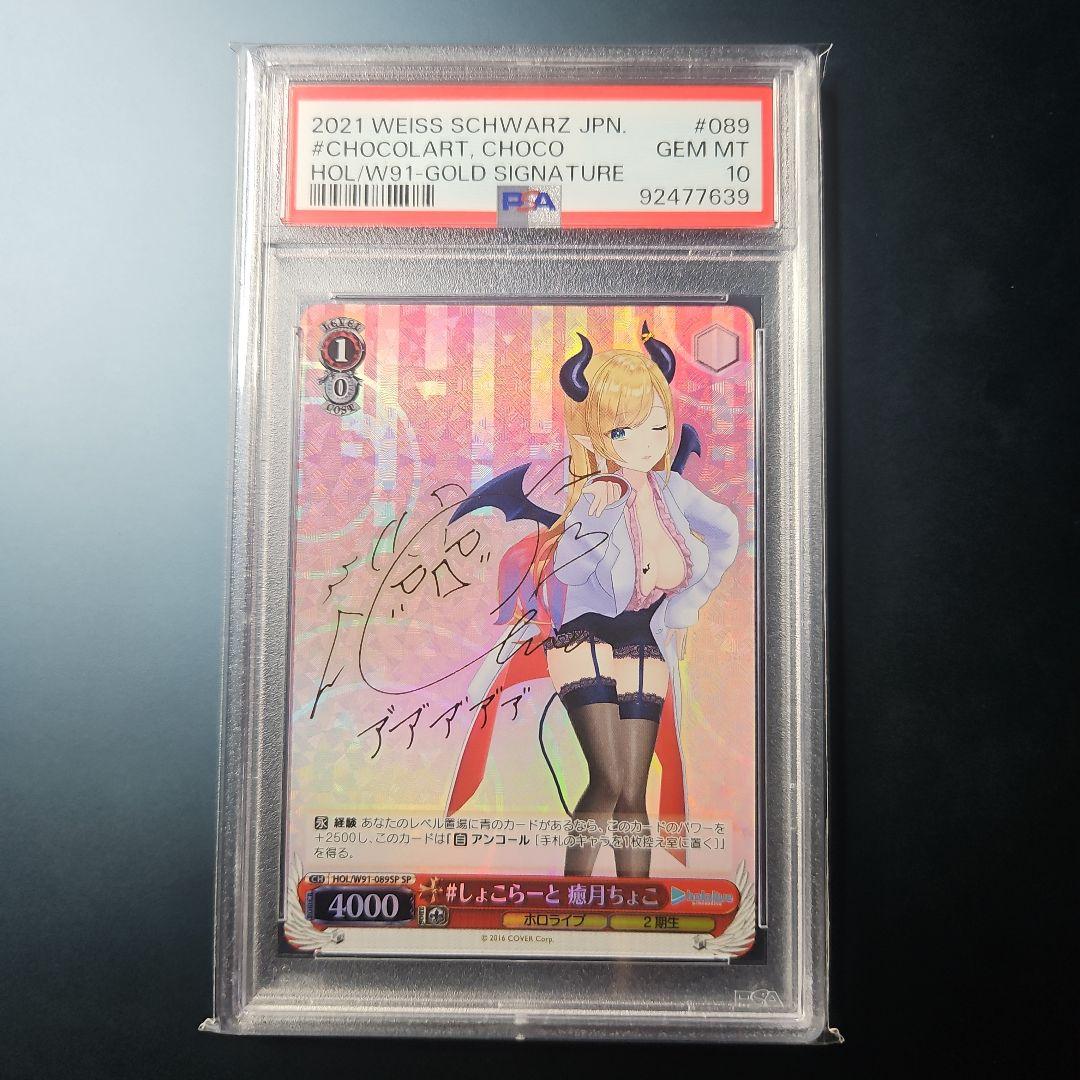 2021 WEISS SCHWARZ JPN. #089
#CHOCOLART, CHOCO GEM MT
HOL/W91-GOLD SIGNATURE 10
PSA 92477639
LEVEL
1
0
COST
アアアアア
永 経験 あなたのレベル置場に青のカードがあるなら、このカードのパワーを
+2500し、このカードは『自 アンコール [手札のキャラを1枚控え室に置く]』
を得る。
CH HOL/W91-089SP SP
4000 #しょこらーと 癒月ちょこ hololive
ホロライブ 2期生
© 2016 COVER Corp.
PSA